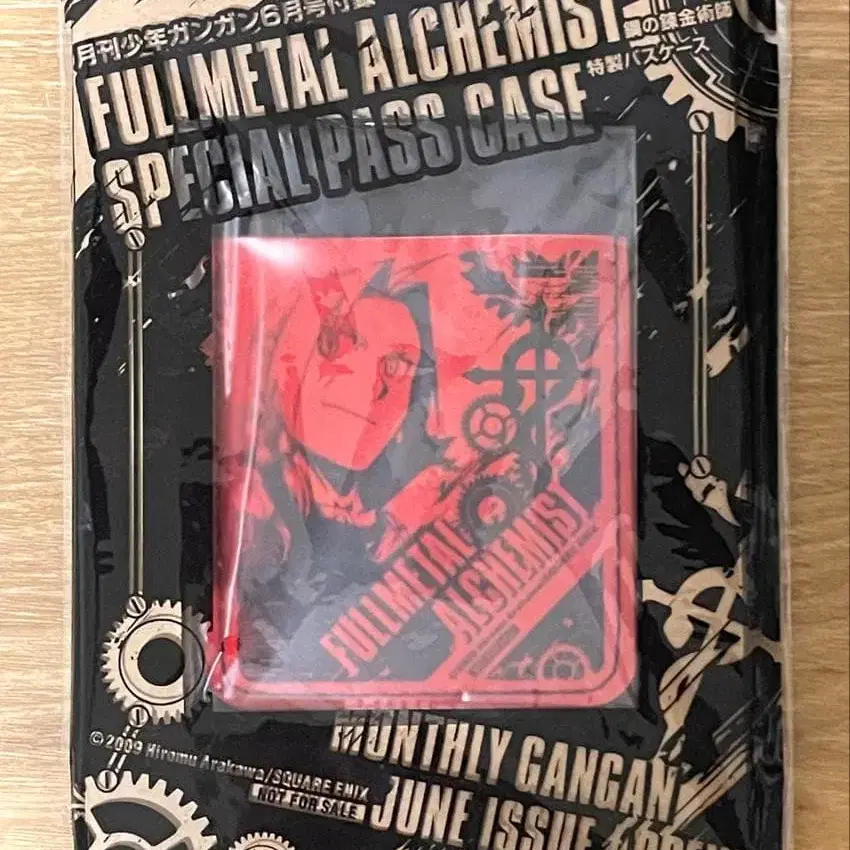 月刊少年ガンガン6月号付録
FULLMETAL ALCHEMIST
鋼の錬金術師
特製パスケース
SPECIAL PASS CASE
FULLMETAL
ALCHEMIST
©2009 Hiromu Arakawa/SQUARE ENIX
NOT FOR SALE
MONTHLY GANGAN
JUNE ISSUE